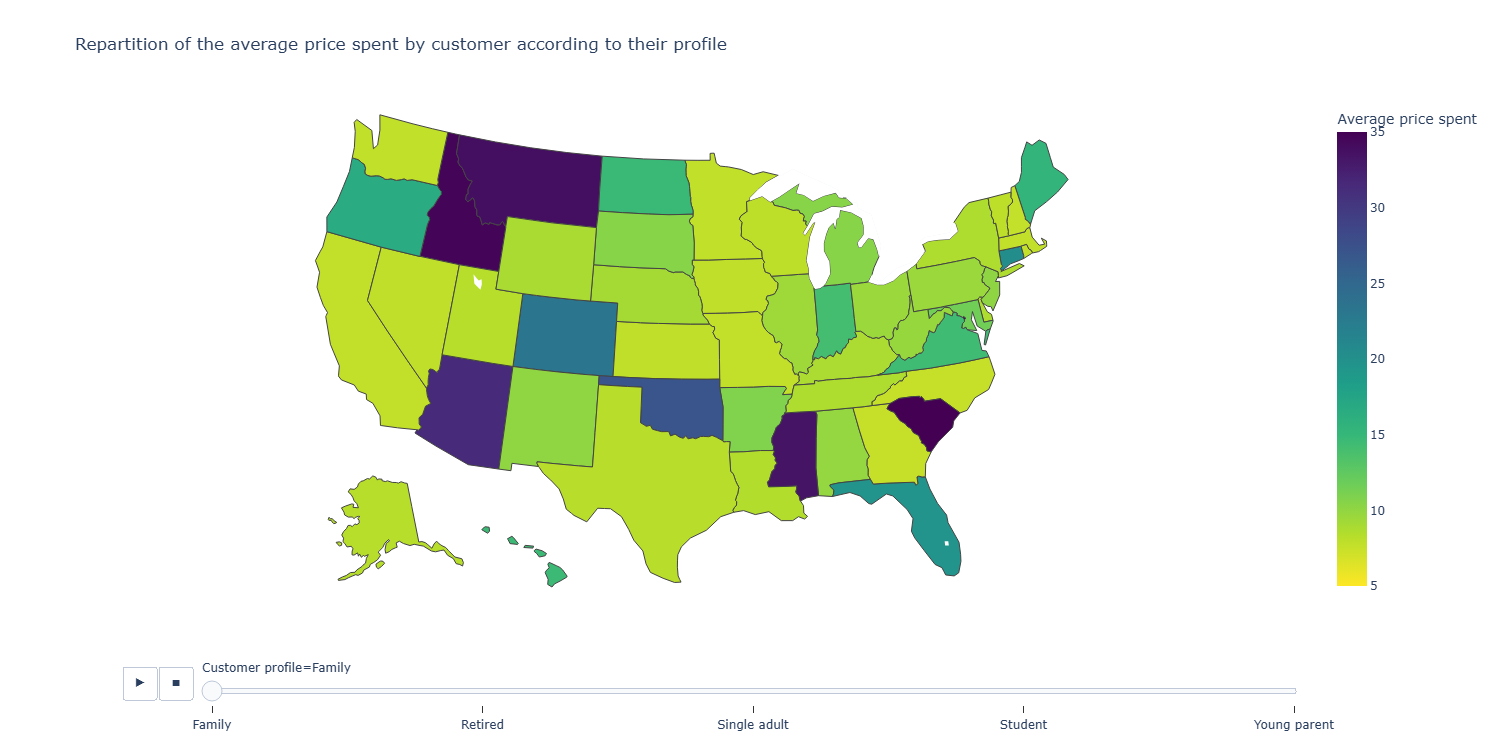 Repartition of the average price spent by customer according to their profile
Average price spent
35
30
25
20
15
10
5
Customer profile=Family
Family
Retired
Single adult
Student
Young parent